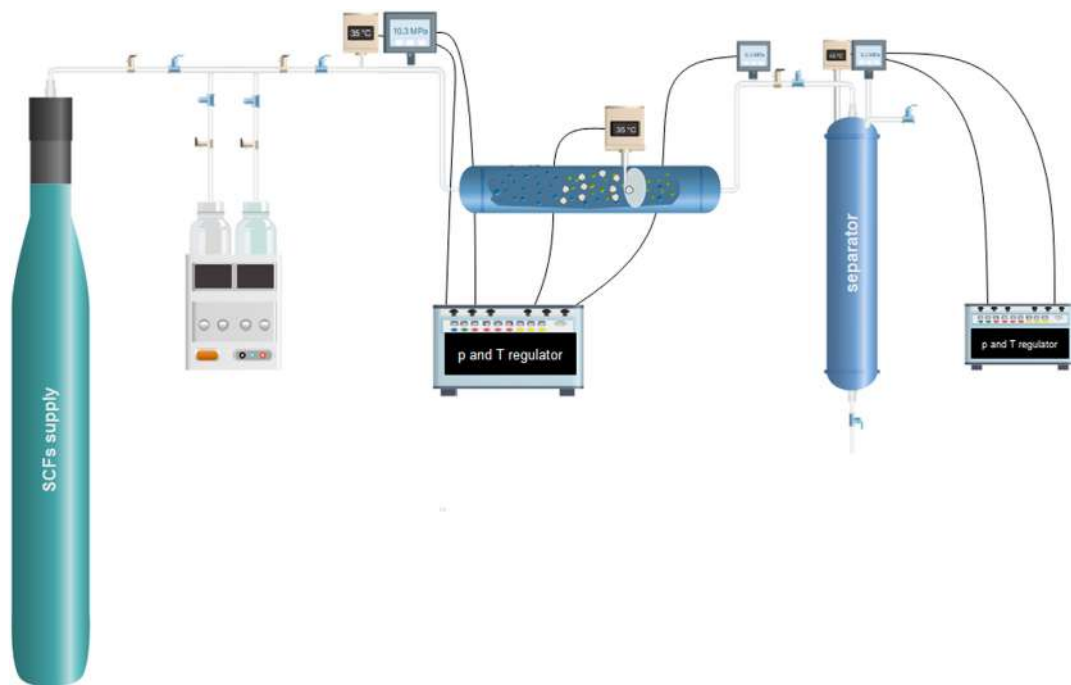 35 °C
10.3 MPa
35 °C
SCFs supply
p and T regulator
separator
p and T regulator